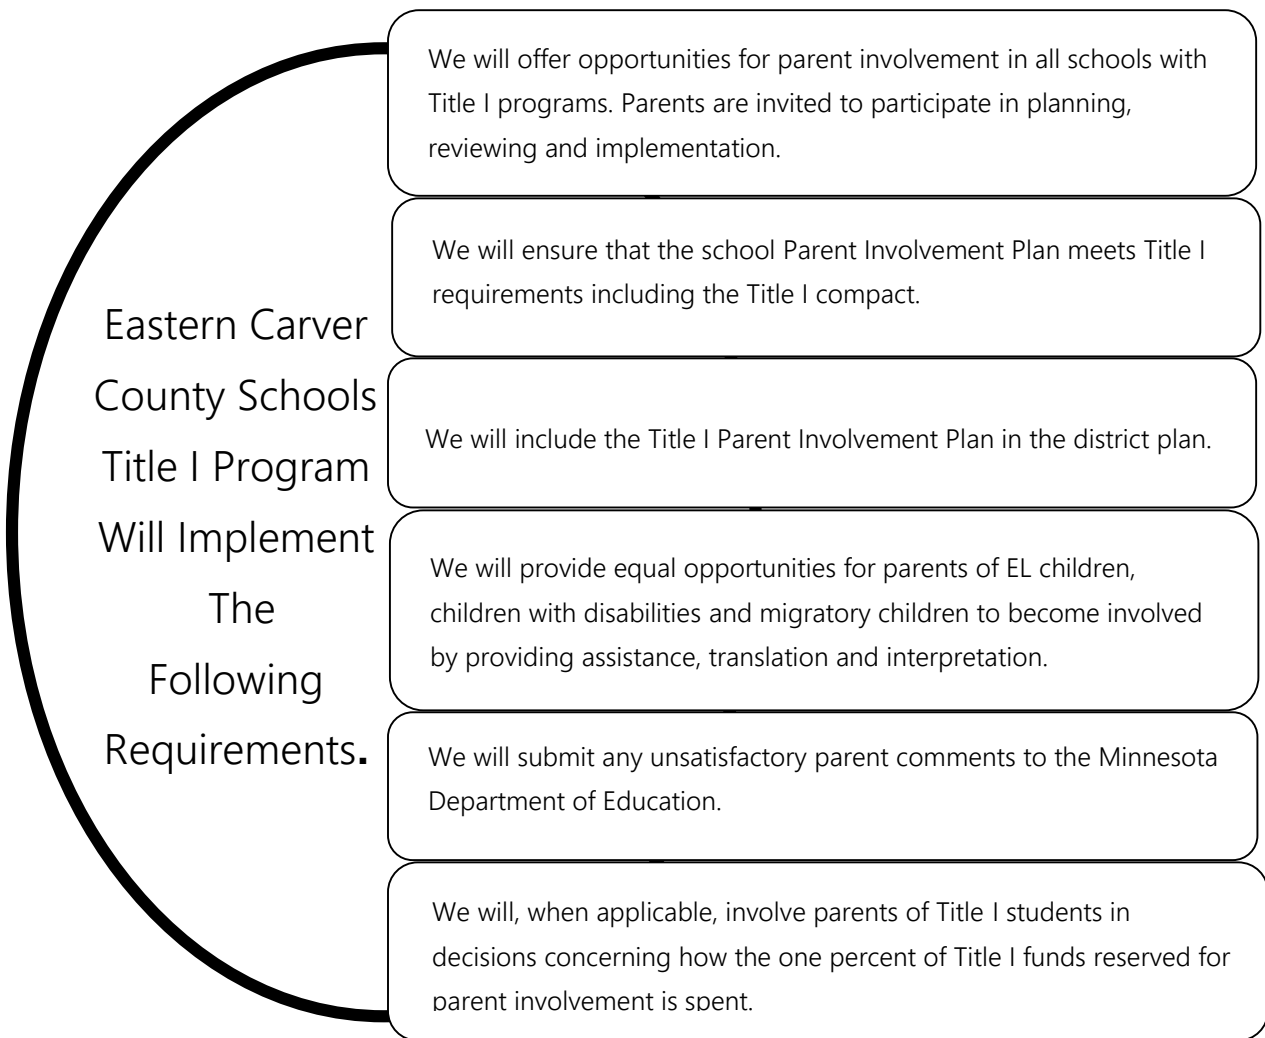 Eastern Carver
County Schools
Title I Program
Will Implement
The
Following
Requirements.
We will offer opportunities for parent involvement in all schools with
Title I programs. Parents are invited to participate in planning,
reviewing and implementation.
We will ensure that the school Parent Involvement Plan meets Title I
requirements including the Title I compact.
We will include the Title I Parent Involvement Plan in the district plan.
We will provide equal opportunities for parents of EL children,
children with disabilities and migratory children to become involved
by providing assistance, translation and interpretation.
We will submit any unsatisfactory parent comments to the Minnesota
Department of Education.
We will, when applicable, involve parents of Title I students in
decisions concerning how the one percent of Title I funds reserved for
parent involvement is spent.